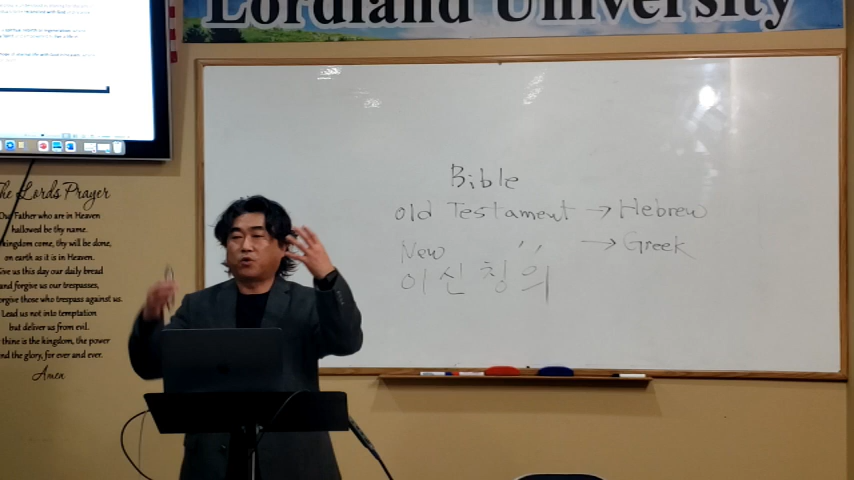 Lordland University
The Lords Prayer
Our Father who are in Heaven
hallowed be thy name.
kingdom come, thy will be done,
on earth as it is in Heaven.
Give us this day our daily bread
and forgive us our trespasses,
forgive those who trespass against us.
Lead us not into temptation
but deliver us from evil.
thine is the kingdom, the power
and the glory, for ever and ever.
Amen
Bible
Old Testament → Hebrew
New 〃 → Greek
이신칭의